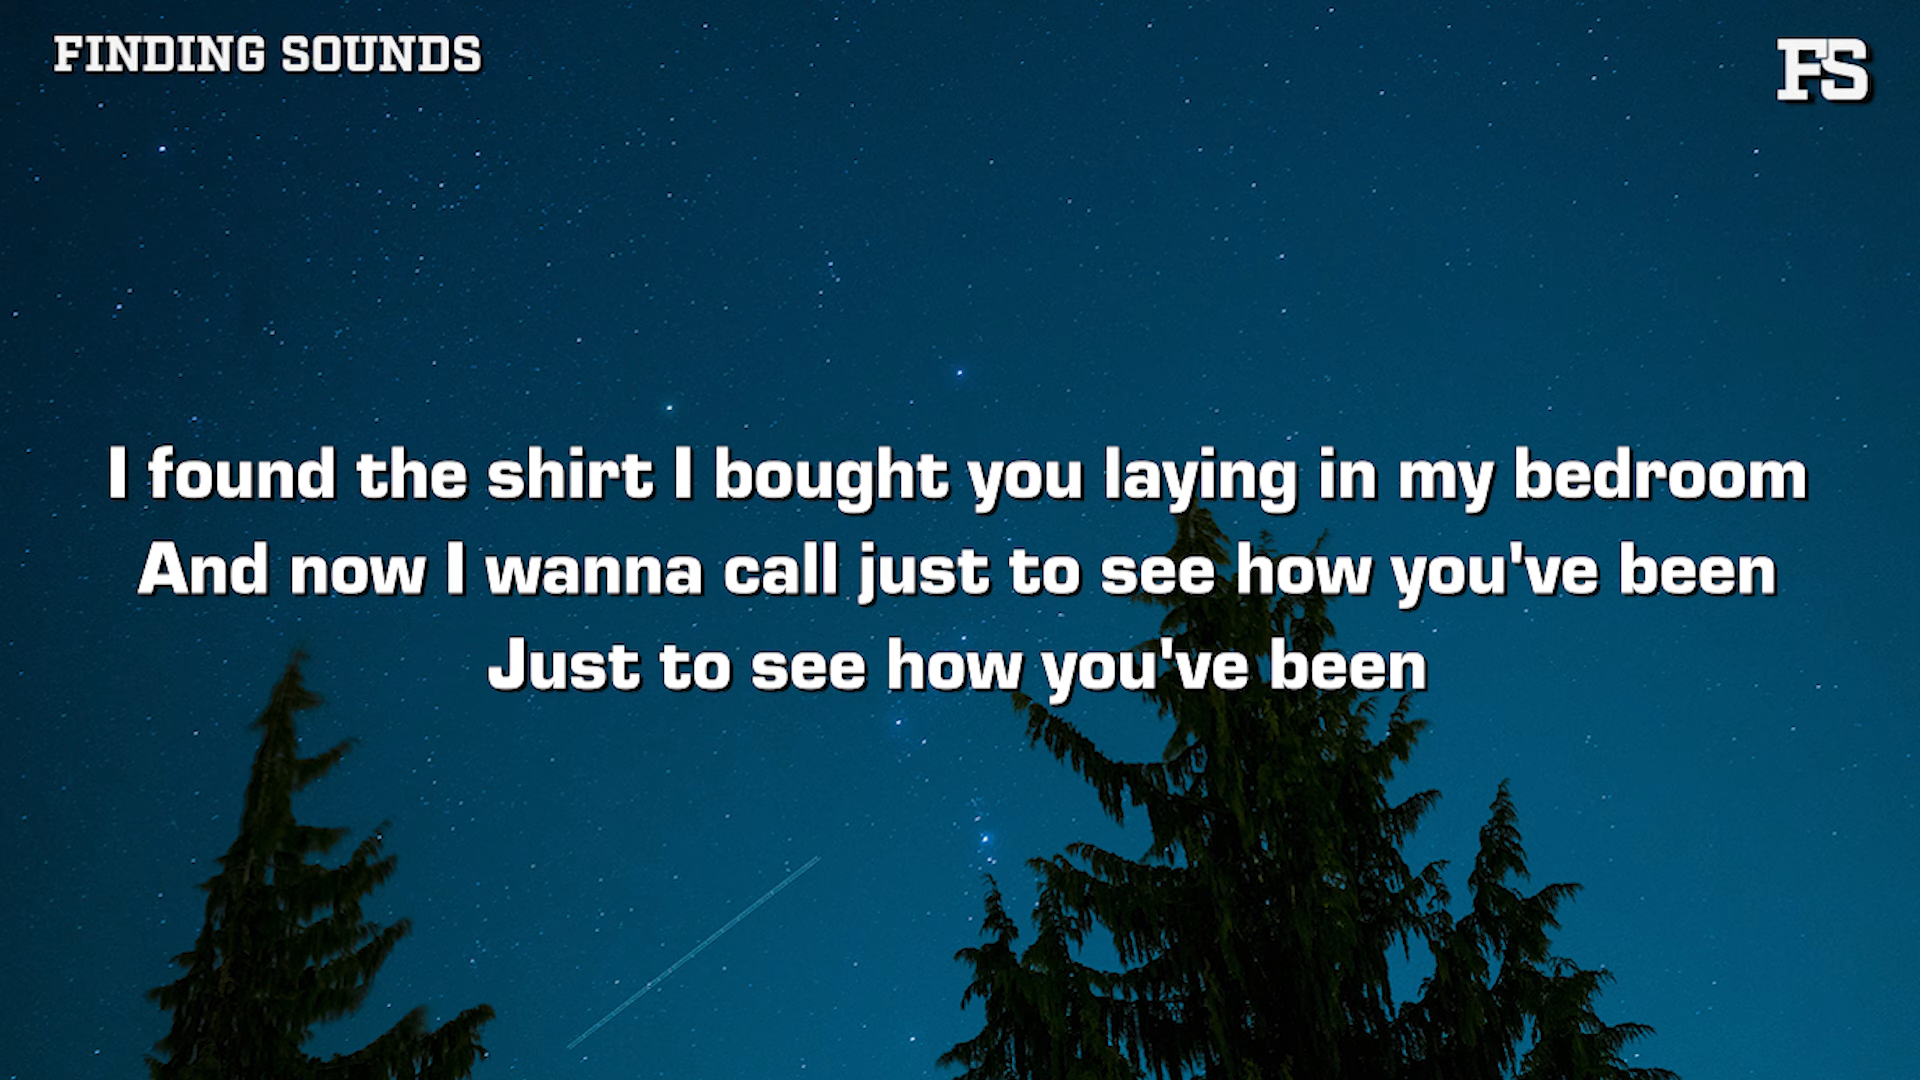 FINDING SOUNDS
FS
I found the shirt I bought you laying in my bedroom
And now I wanna call just to see how you've been
Just to see how you've been